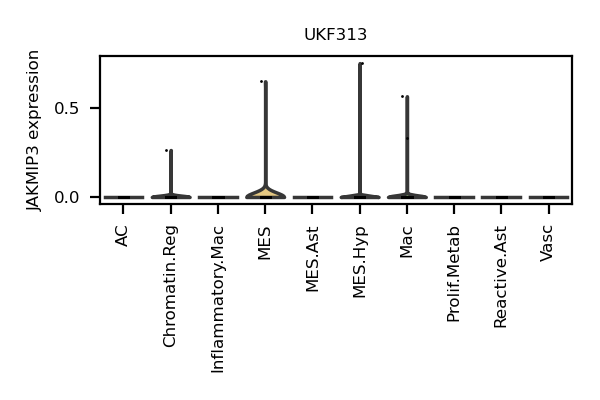 UKF313
JAKMIP3 expression
0.5
0.0
AC
Chromatin.Reg
Inflammatory.Mac
MES
MES.Ast
MES.Hyp
Mac
Prolif.Metab
Reactive.Ast
Vasc